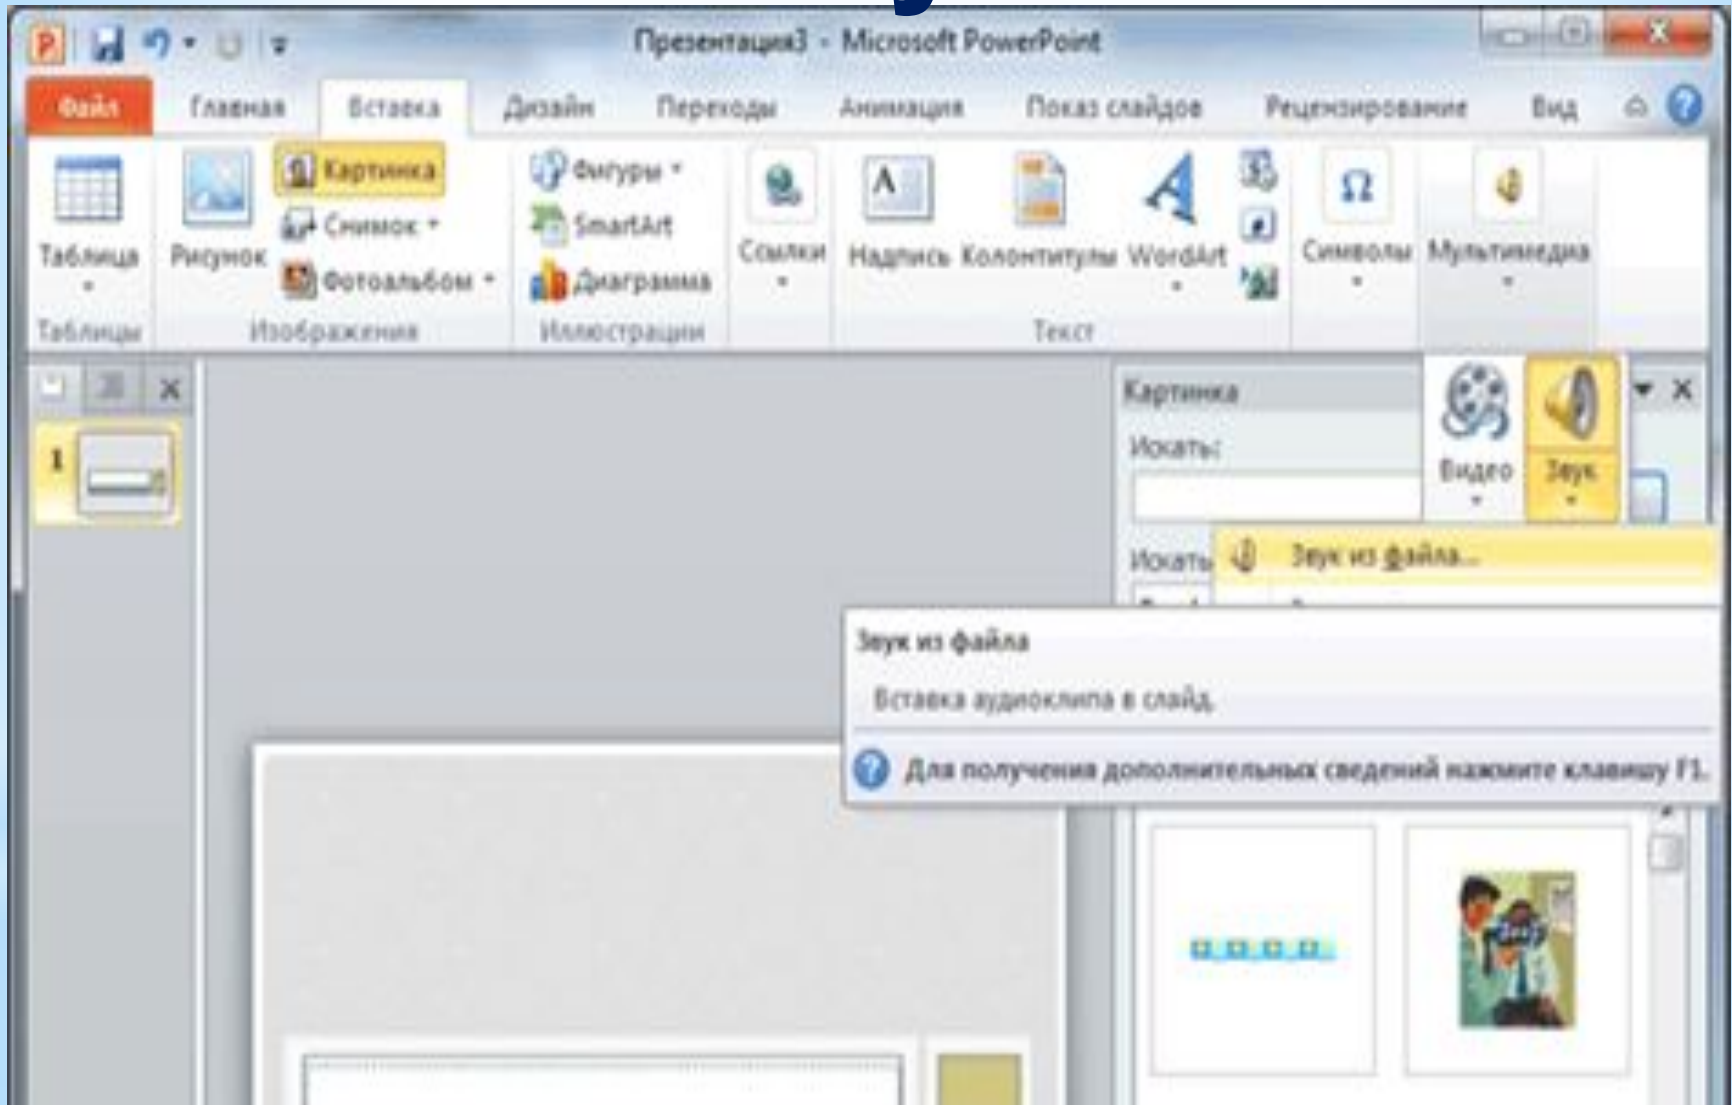 Презентация3 - Microsoft PowerPoint
Файл Главная Вставка Дизайн Переходы Анимация Показ слайдов Рецензирование Вид
Картинка Фигуры
Снимок SmartArt
Таблица Рисунок Ссылки Надпись Колонтитулы WordArt Символы Мультимедиа
Фотоальбом Диаграмма
Таблицы Изображения Иллюстрации Текст
Картинка
Искать:
Видео Звук
1
Искать
Звук из файла...
Звук из файла
Вставка аудиоклипа в слайд.
Для получения дополнительных сведений нажмите клавишу F1.